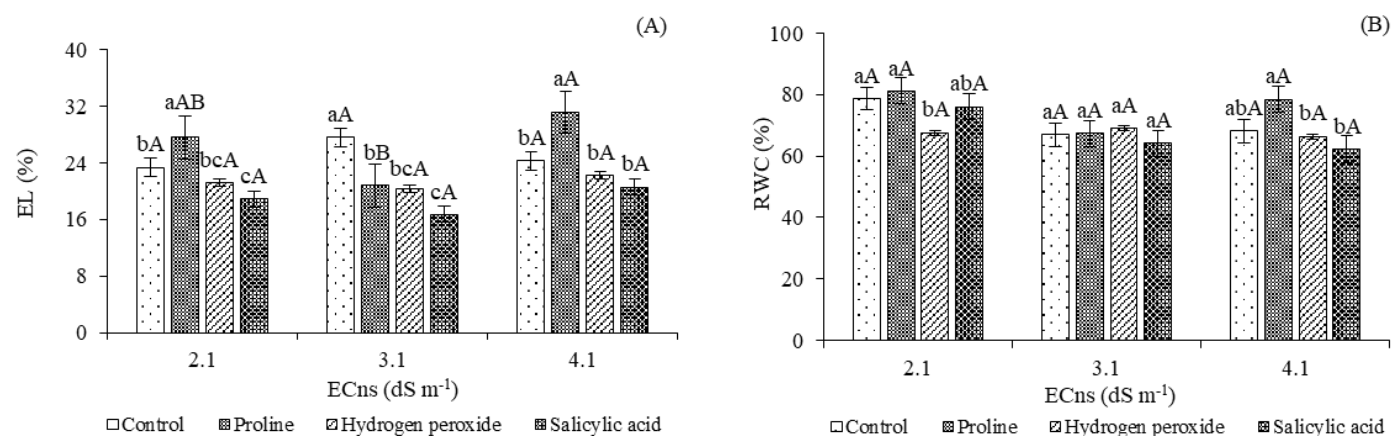 (A)
EL (%)
40
32
24
16
8
0
bA aAB bcA cA
aA bB bcA cA
bA aA bA bA
2.1 3.1 4.1
ECns (dS m⁻¹)
Control Proline Hydrogen peroxide Salicylic acid
(B)
RWC (%)
100
80
60
40
20
0
aA aA bA abA
aA aA aA aA
abA aA bA bA
2.1 3.1 4.1
ECns (dS m⁻¹)
Control Proline Hydrogen peroxide Salicylic acid